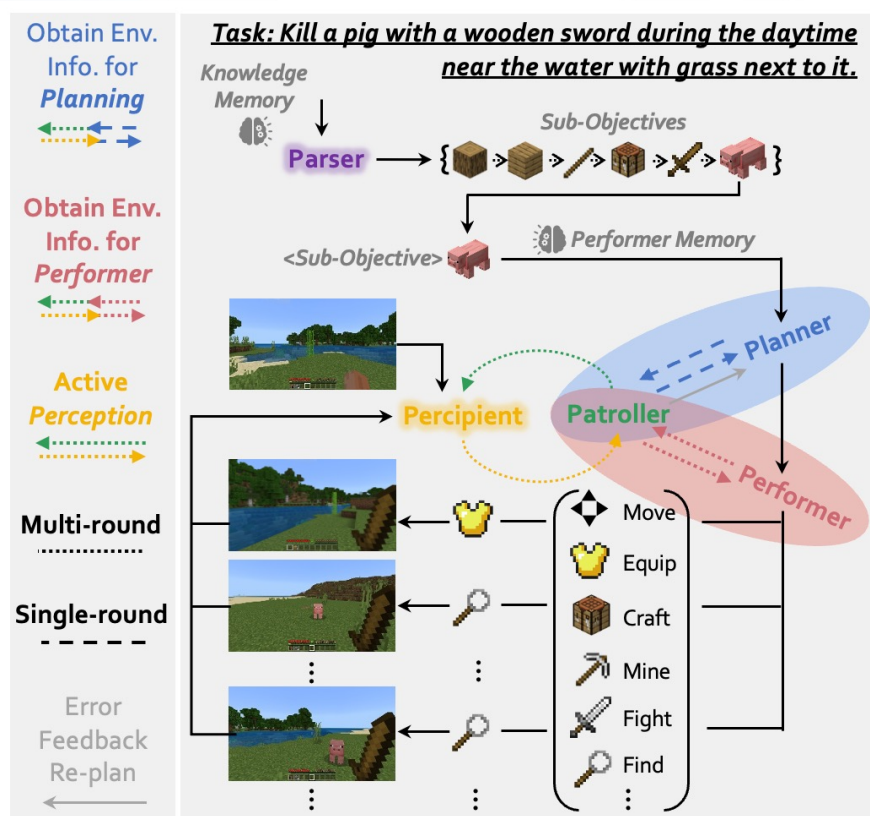 Obtain Env.
Info. for
Planning
Obtain Env.
Info. for
Performer
Active
Perception
Multi-round
Single-round
Error
Feedback
Re-plan
Task: Kill a pig with a wooden sword during the daytime
near the water with grass next to it.
Knowledge
Memory
Parser
Sub-Objectives
{ }
<Sub-Objective>
Performer Memory
Planner
Percipient
Patroller
Performer
Move
Equip
Craft
Mine
Fight
Find